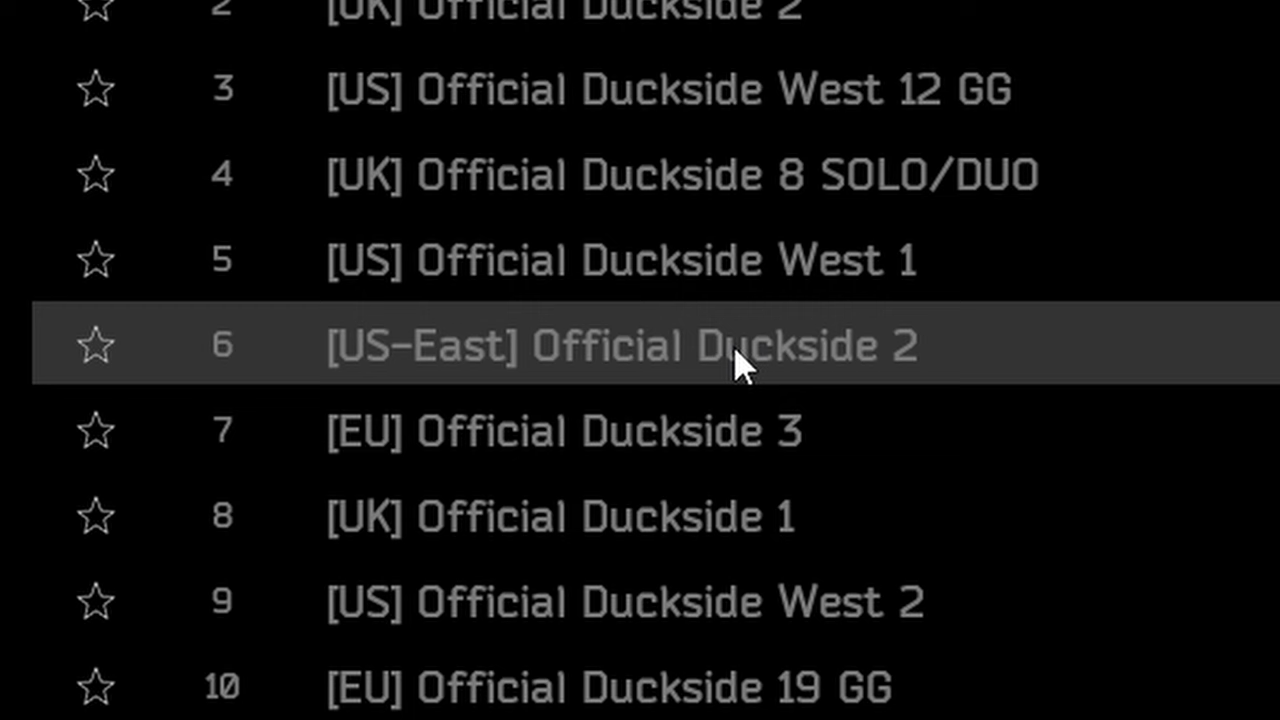 2 [UK] Official Duckside 2
3 [US] Official Duckside West 12 GG
4 [UK] Official Duckside 8 SOLO/DUO
5 [US] Official Duckside West 1
6 [US-East] Official Duckside 2
7 [EU] Official Duckside 3
8 [UK] Official Duckside 1
9 [US] Official Duckside West 2
10 [EU] Official Duckside 19 GG